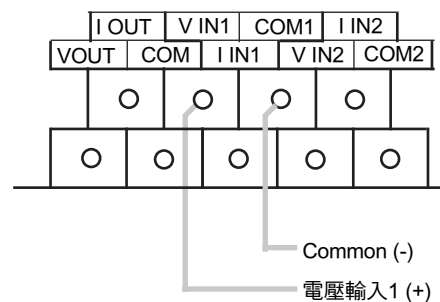 I OUT V IN1 COM1 I IN2
VOUT COM I IN1 V IN2 COM2
Common (-)
電壓輸入1 (+)